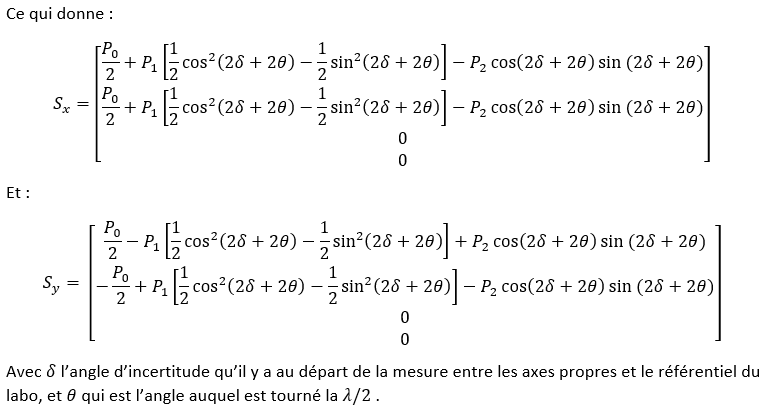 Ce qui donne :
$$S_x = \begin{bmatrix} \frac{P_0}{2} + P_1 \left[ \frac{1}{2} \cos^2(2\delta + 2\theta) - \frac{1}{2} \sin^2(2\delta + 2\theta) \right] - P_2 \cos(2\delta + 2\theta) \sin(2\delta + 2\theta) \\ \frac{P_0}{2} + P_1 \left[ \frac{1}{2} \cos^2(2\delta + 2\theta) - \frac{1}{2} \sin^2(2\delta + 2\theta) \right] - P_2 \cos(2\delta + 2\theta) \sin(2\delta + 2\theta) \\ 0 \\ 0 \end{bmatrix}$$
Et :
$$S_y = \begin{bmatrix} \frac{P_0}{2} - P_1 \left[ \frac{1}{2} \cos^2(2\delta + 2\theta) - \frac{1}{2} \sin^2(2\delta + 2\theta) \right] + P_2 \cos(2\delta + 2\theta) \sin(2\delta + 2\theta) \\ -\frac{P_0}{2} + P_1 \left[ \frac{1}{2} \cos^2(2\delta + 2\theta) - \frac{1}{2} \sin^2(2\delta + 2\theta) \right] - P_2 \cos(2\delta + 2\theta) \sin(2\delta + 2\theta) \\ 0 \\ 0 \end{bmatrix}$$
Avec δ l’angle d’incertitude qu’il y a au départ de la mesure entre les axes propres et le référentiel du
labo, et θ qui est l’angle auquel est tourné la λ/2 .